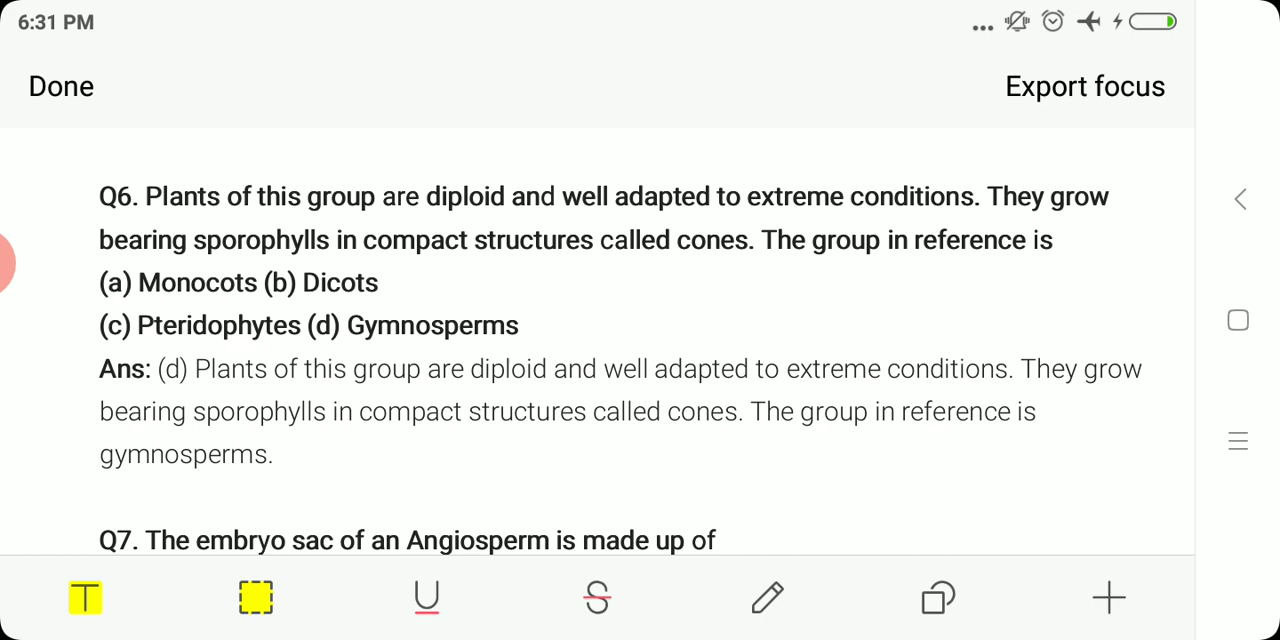 6:31 PM
Done
Export focus
Q6. Plants of this group are diploid and well adapted to extreme conditions. They grow
bearing sporophylls in compact structures called cones. The group in reference is
(a) Monocots (b) Dicots
(c) Pteridophytes (d) Gymnosperms
Ans: (d) Plants of this group are diploid and well adapted to extreme conditions. They grow
bearing sporophylls in compact structures called cones. The group in reference is
gymnosperms.
Q7. The embryo sac of an Angiosperm is made up of
T
U
S